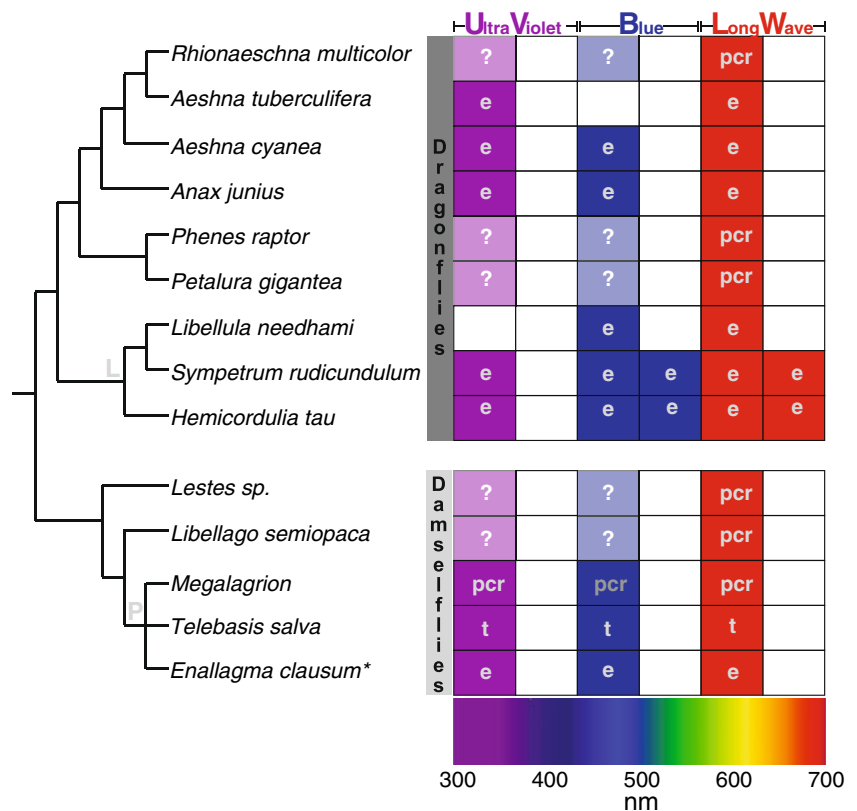 UltraViolet Blue LongWave
Rhionaeschna multicolor ? ? pcr
Aeshna tuberculifera e e
Aeshna cyanea e e e
Anax junius e e e
Phenes raptor ? ? pcr
Petalura gigantea ? ? pcr
Libellula needhami e e
L
Sympetrum rudicundulum e e e e e
Hemicordulia tau e e e e e
Dragonflies
Lestes sp. ? ? pcr
Libellago semiopaca ? ? pcr
Megalagrion pcr pcr pcr
P
Telebasis salva t t t
Enallagma clausum* e e e
Damselflies
300 400 500 600 700
nm